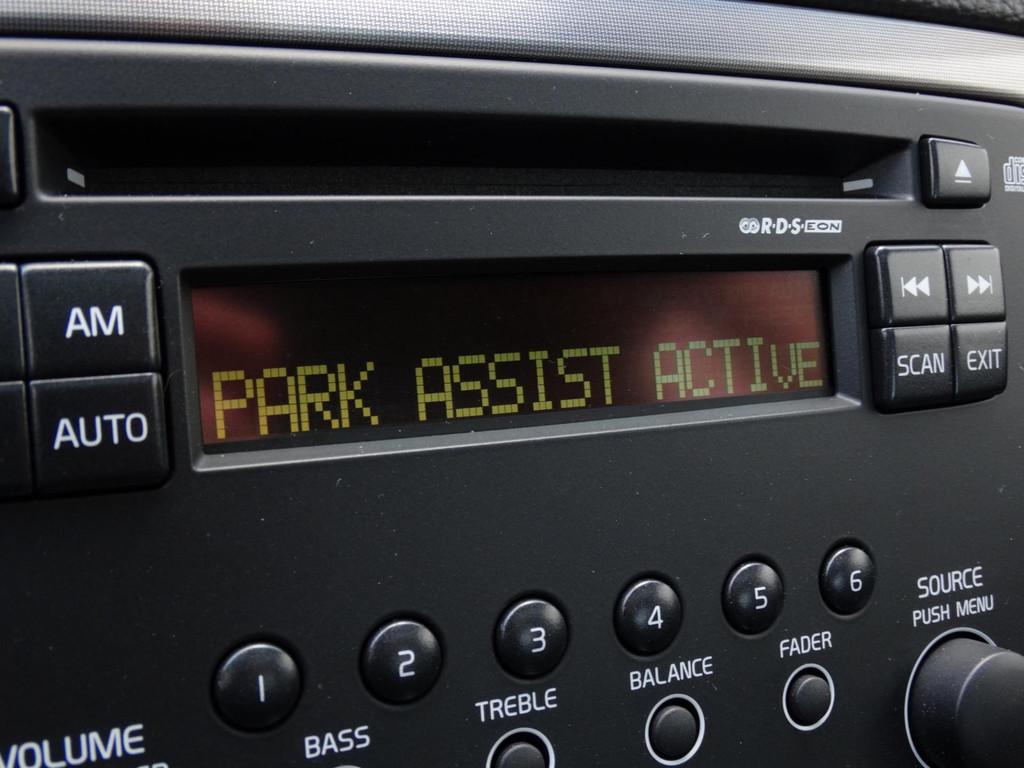 R·D·S·EON
AM
AUTO
PARK ASSIST ACTIVE
SCAN
EXIT
1
2
3
4
5
6
SOURCE
PUSH MENU
FADER
BALANCE
TREBLE
BASS
VOLUME